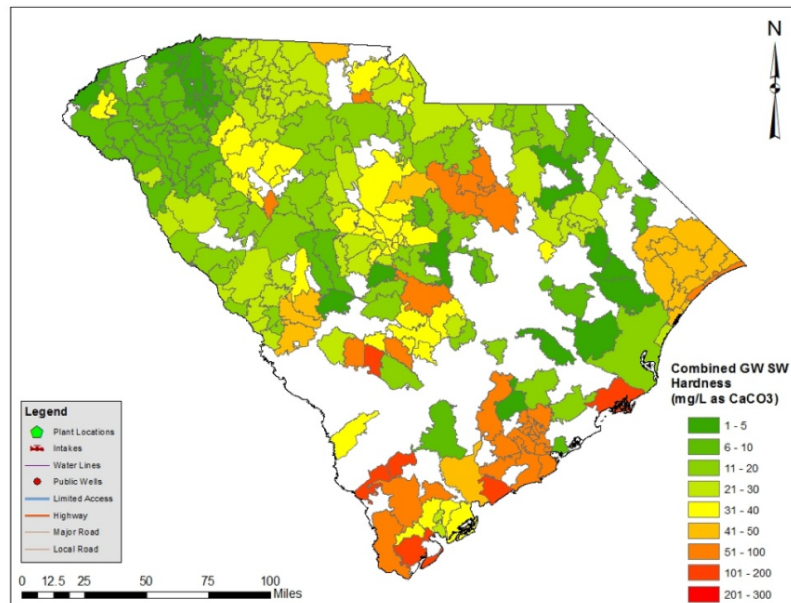 N
Legend
Plant Locations
Intakes
Water Lines
Public Wells
Limited Access
Highway
Major Road
Local Road
0 12.5 25 50 75 100
Miles
Combined GW SW
Hardness
(mg/L as CaCO3)
1 - 5
6 - 10
11 - 20
21 - 30
31 - 40
41 - 50
51 - 100
101 - 200
201 - 300